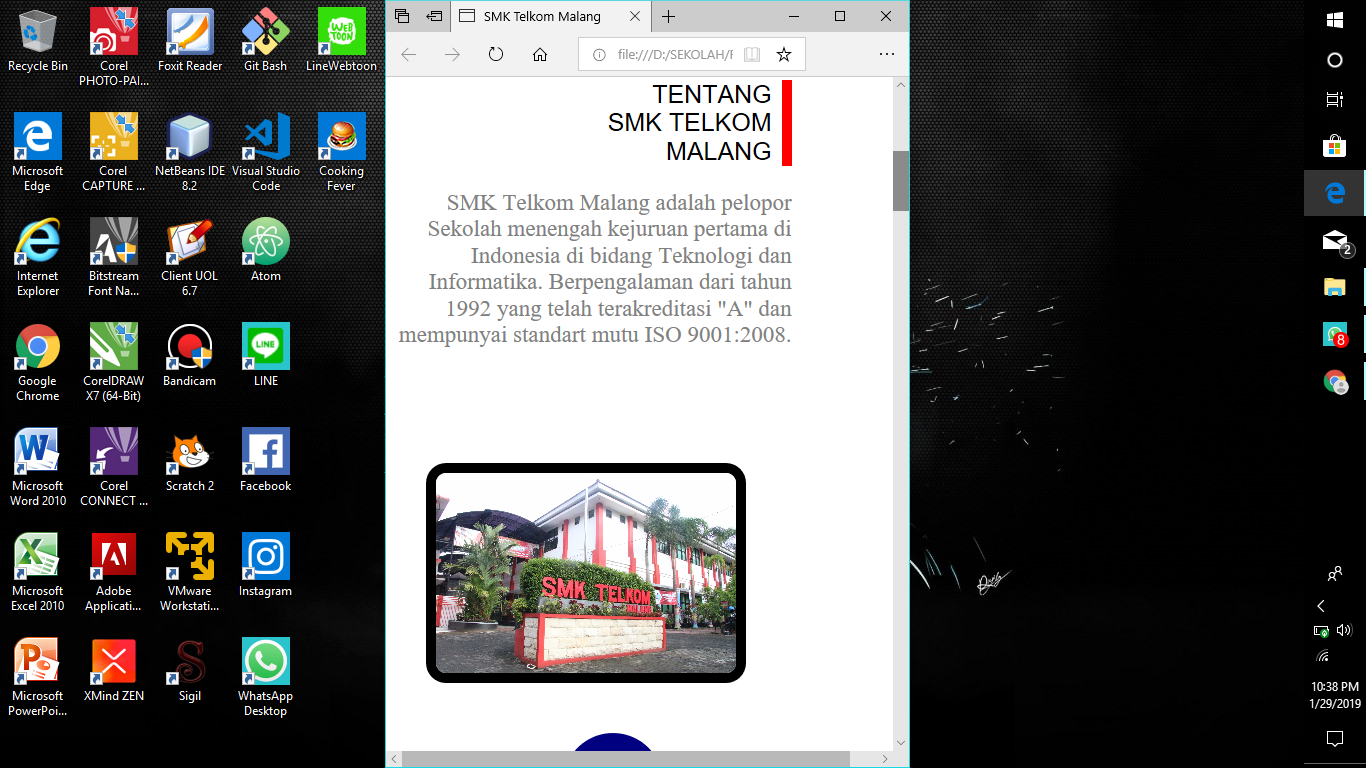 Recycle Bin
Corel
PHOTO-PAI...
Foxit Reader
Git Bash
LineWebtoon
WEB
TOON
Microsoft
Edge
Corel
CAPTURE ...
NetBeans IDE
8.2
Visual Studio
Code
Cooking
Fever
Internet
Explorer
Bitstream
Font Na...
Client UOL
6.7
Atom
Google
Chrome
CorelDRAW
X7 (64-Bit)
Bandicam
LINE
LINE
Microsoft
Word 2010
Corel
CONNECT ...
Scratch 2
Facebook
Microsoft
Excel 2010
Adobe
Applicati...
VMware
Workstati...
Instagram
Microsoft
PowerPoi...
XMind ZEN
Sigil
WhatsApp
Desktop
SMK Telkom Malang
file:///D:/SEKOLAH/F
TENTANG
SMK TELKOM
MALANG
SMK Telkom Malang adalah pelopor
Sekolah menengah kejuruan pertama di
Indonesia di bidang Teknologi dan
Informatika. Berpengalaman dari tahun
1992 yang telah terakreditasi "A" dan
mempunyai standart mutu ISO 9001:2008.
SMK TELKOM
MALANG
2
8
10:38 PM
1/29/2019